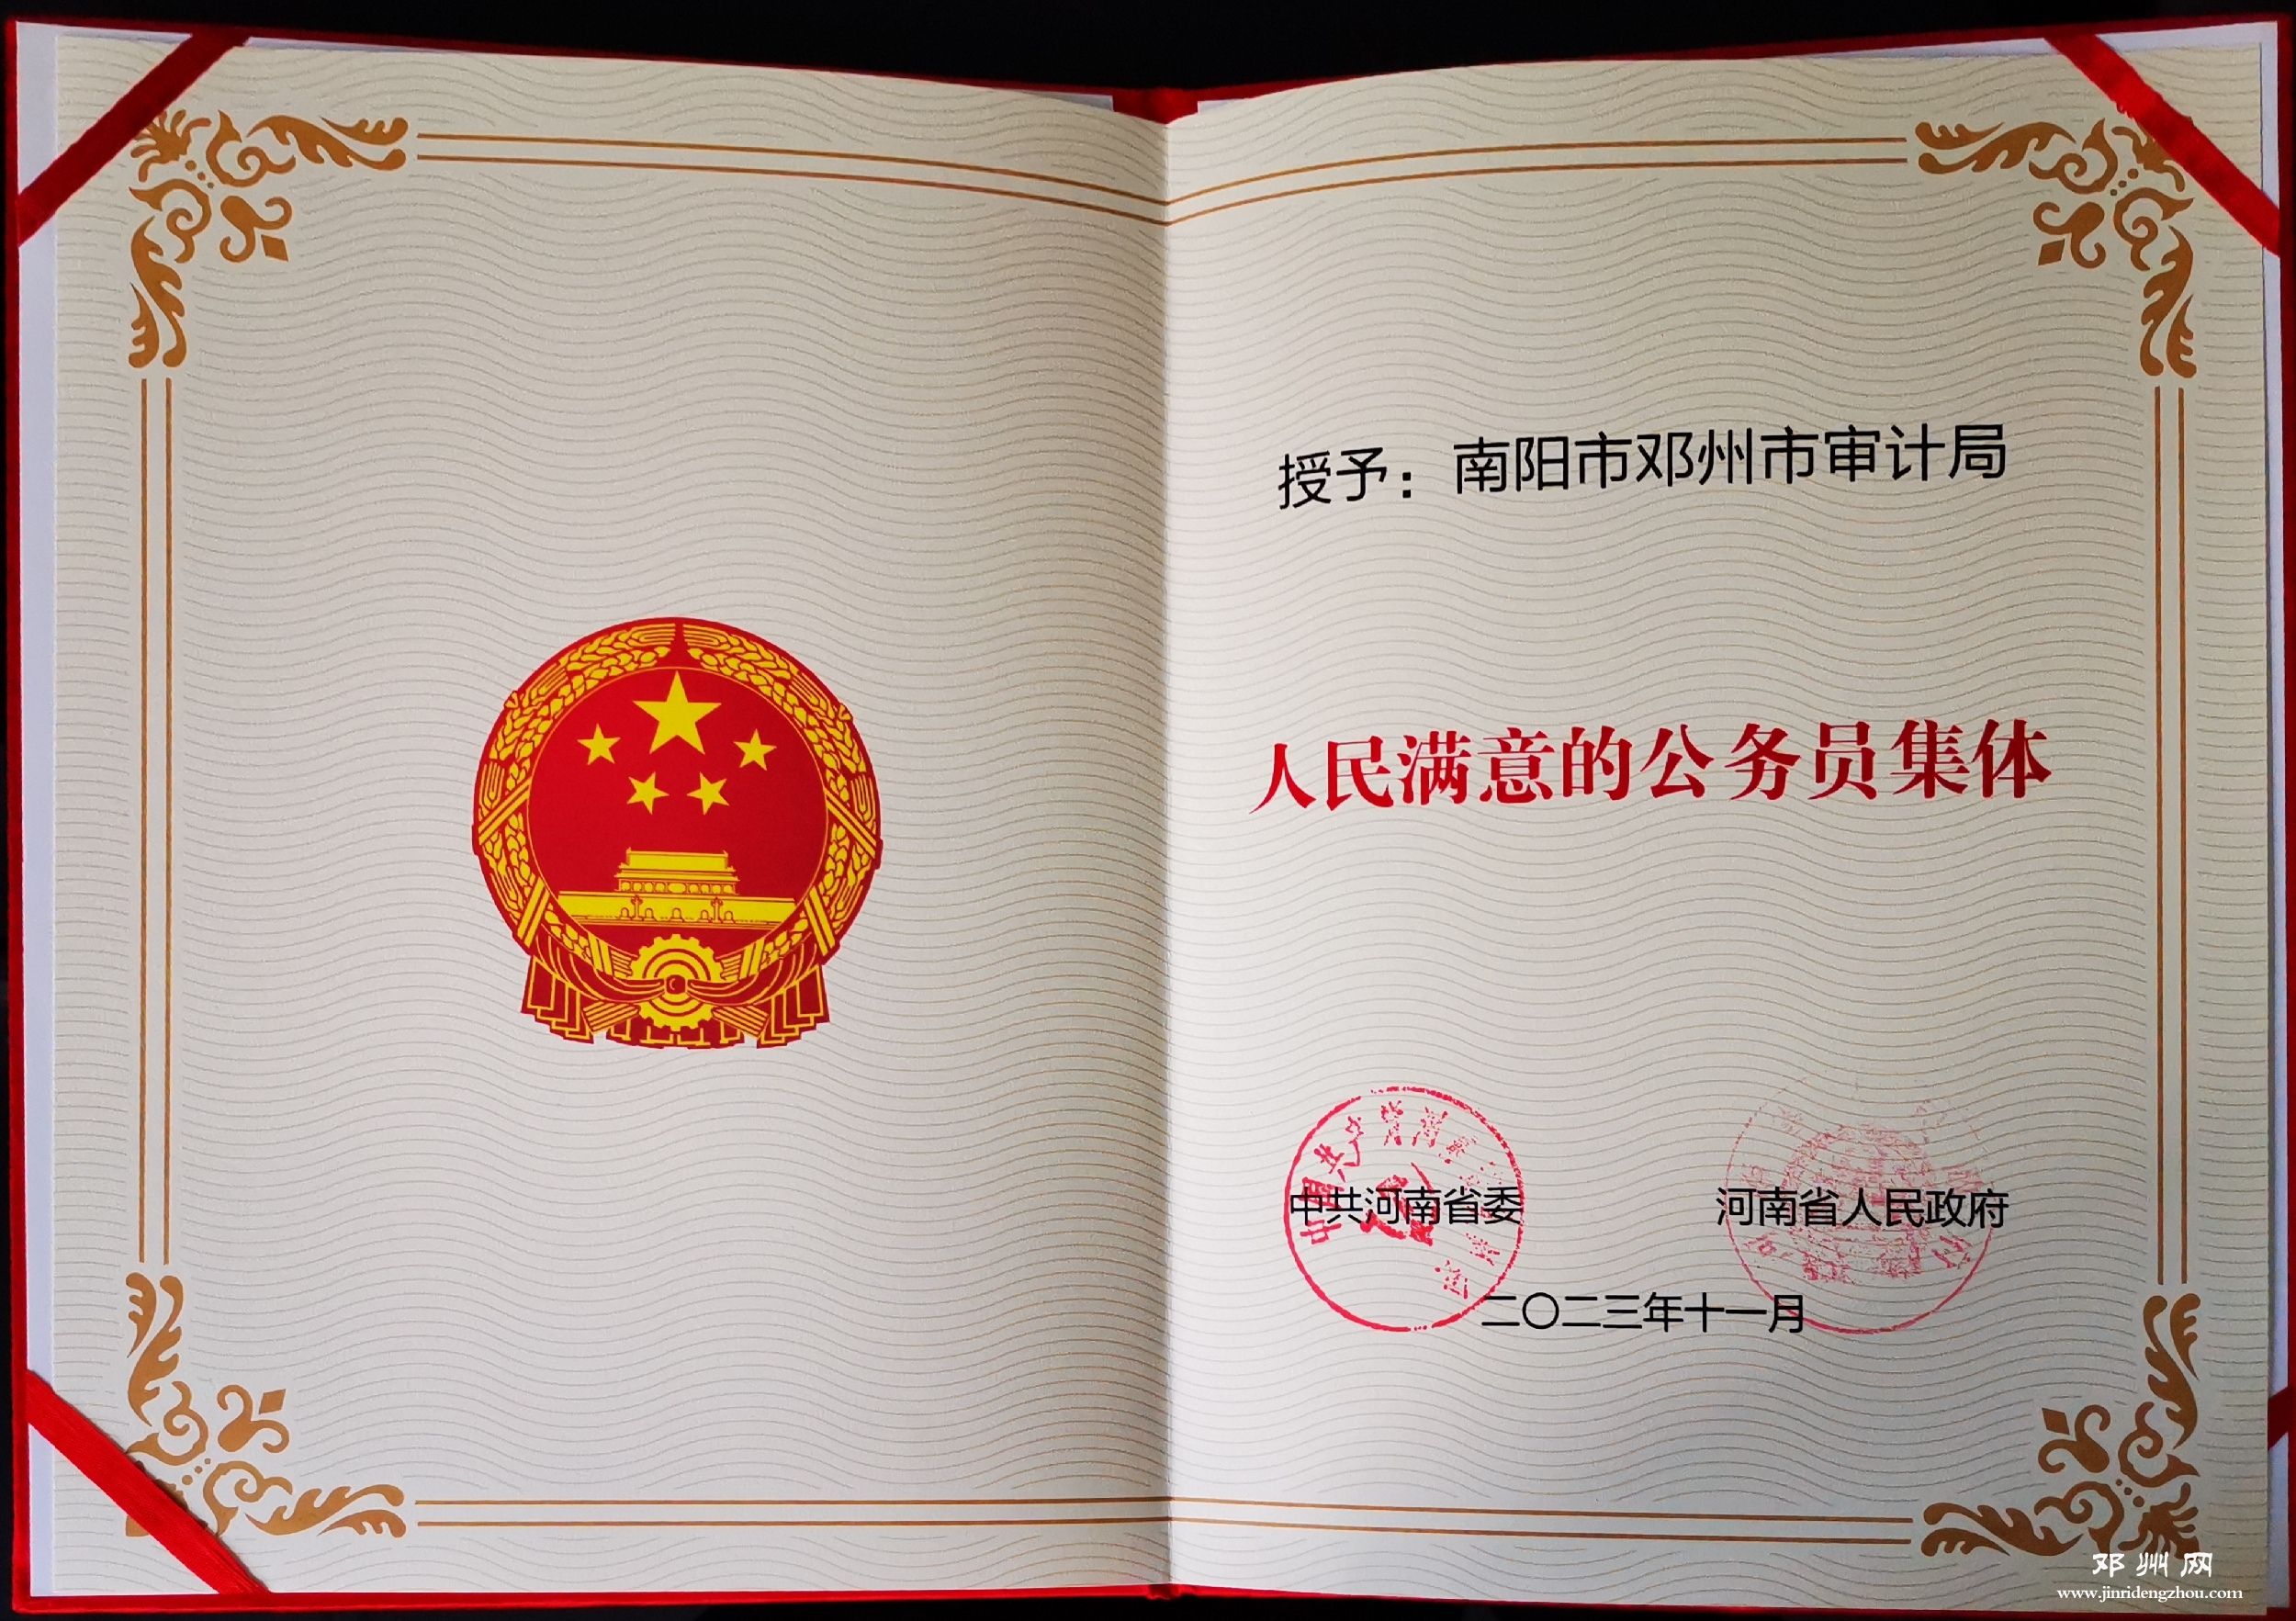 授予：南阳市邓州市审计局
人民满意的公务员集体
中共河南省委
河南省人民政府
二〇二三年十一月
邓州网
www.jinridengzhou.com